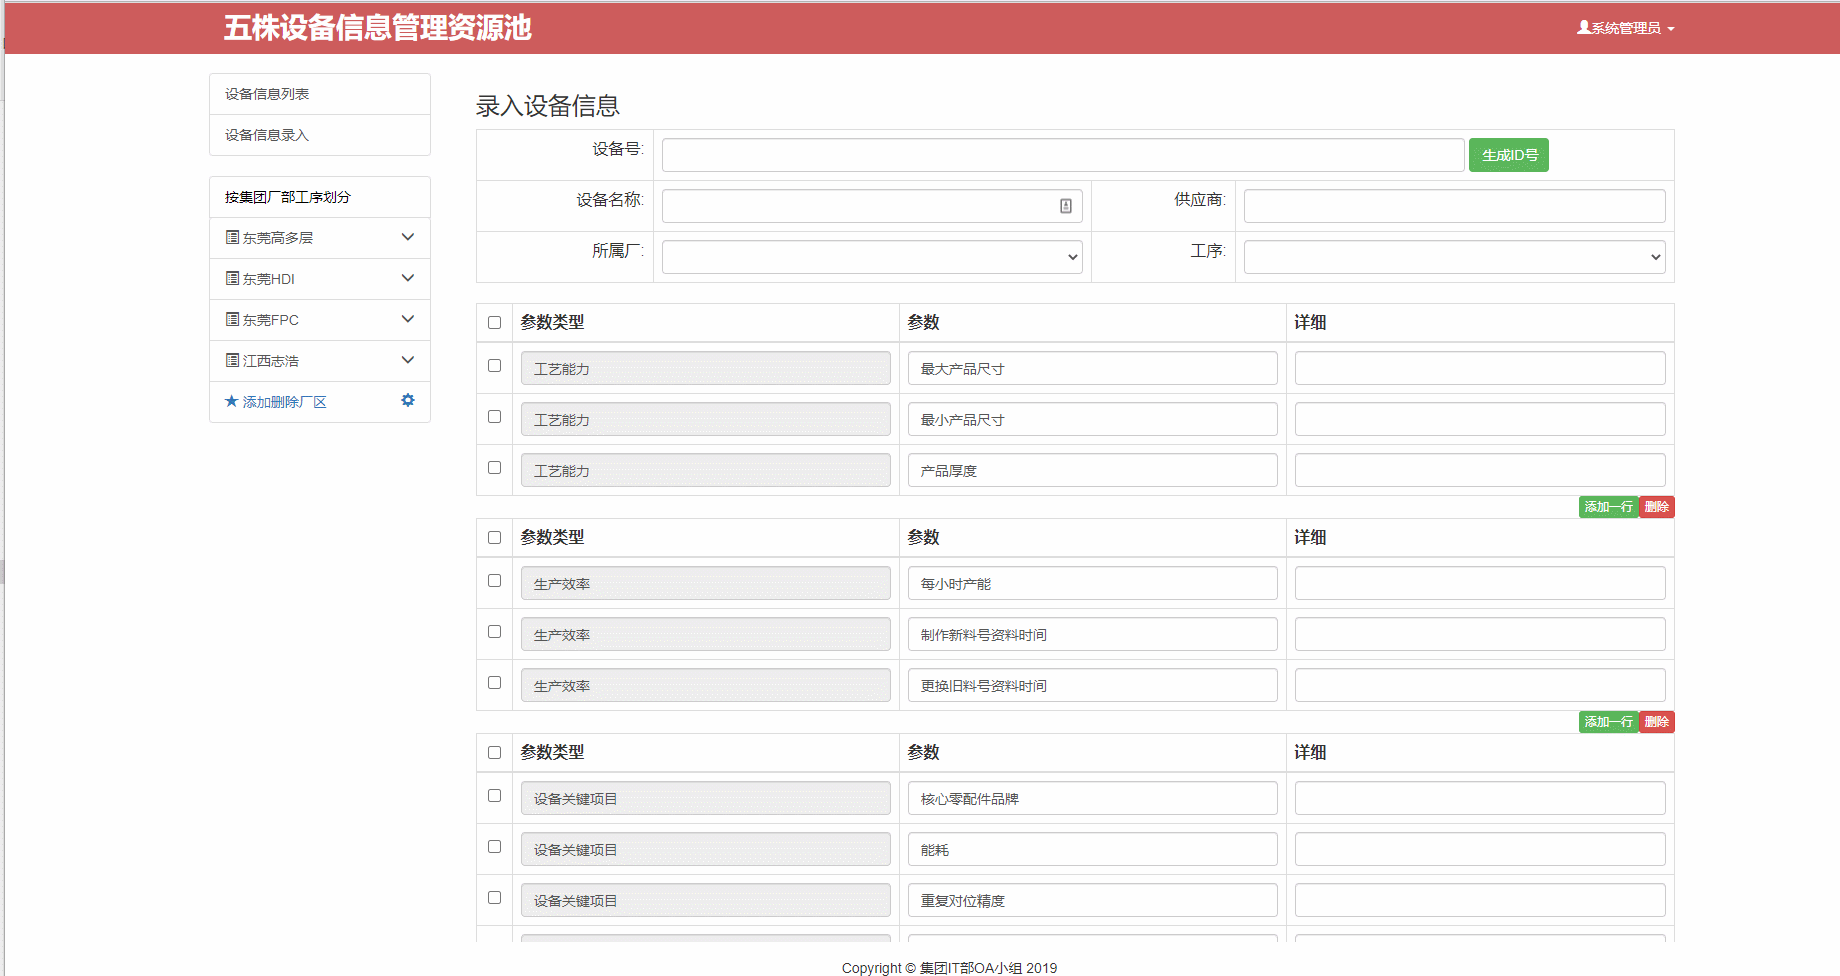 五株设备信息管理资源池
系统管理员
设备信息列表
设备信息录入
按集团厂部工序划分
东莞高多层
东莞HDI
东莞FPC
江西志浩
添加删除厂区
录入设备信息
设备号:
生成ID号
设备名称:
供应商:
所属厂:
工序:
参数类型 参数 详细
工艺能力 最大产品尺寸
工艺能力 最小产品尺寸
工艺能力 产品厚度
添加一行 删除
参数类型 参数 详细
生产效率 每小时产能
生产效率 制作新料号资料时间
生产效率 更换旧料号资料时间
添加一行 删除
参数类型 参数 详细
设备关键项目 核心零配件品牌
设备关键项目 能耗
设备关键项目 重复对位精度
Copyright © 集团IT部OA小组 2019